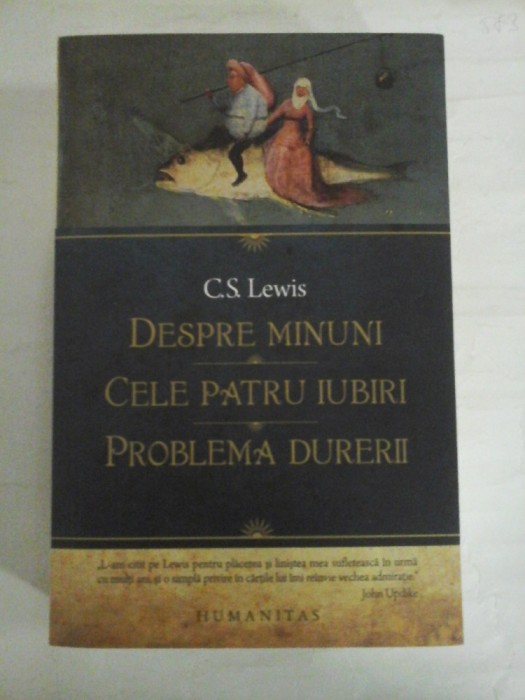 C.S. Lewis
DESPRE MINUNI
CELE PATRU IUBIRI
PROBLEMA DURERII
„L-am citit pe Lewis pentru plăcerea și liniștea mea sufletească în urmă
cu mulți ani și o simplă privire în cărțile lui îmi reînvie vechea admirație.”
John Updike
HUMANITAS